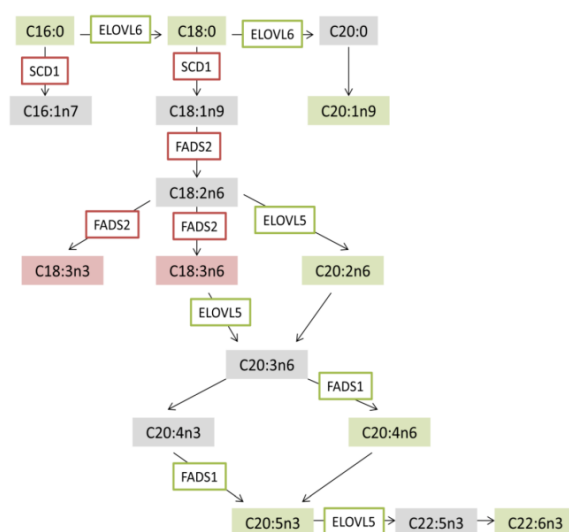 C16:0 ELOVL6 C18:0 ELOVL6 C20:0
SCD1 SCD1
C16:1n7 C18:1n9 C20:1n9
FADS2
C18:2n6
FADS2 FADS2 ELOVL5
C18:3n3 C18:3n6 C20:2n6
ELOVL5
C20:3n6
FADS1
C20:4n3 C20:4n6
FADS1
C20:5n3 ELOVL5 C22:5n3 C22:6n3